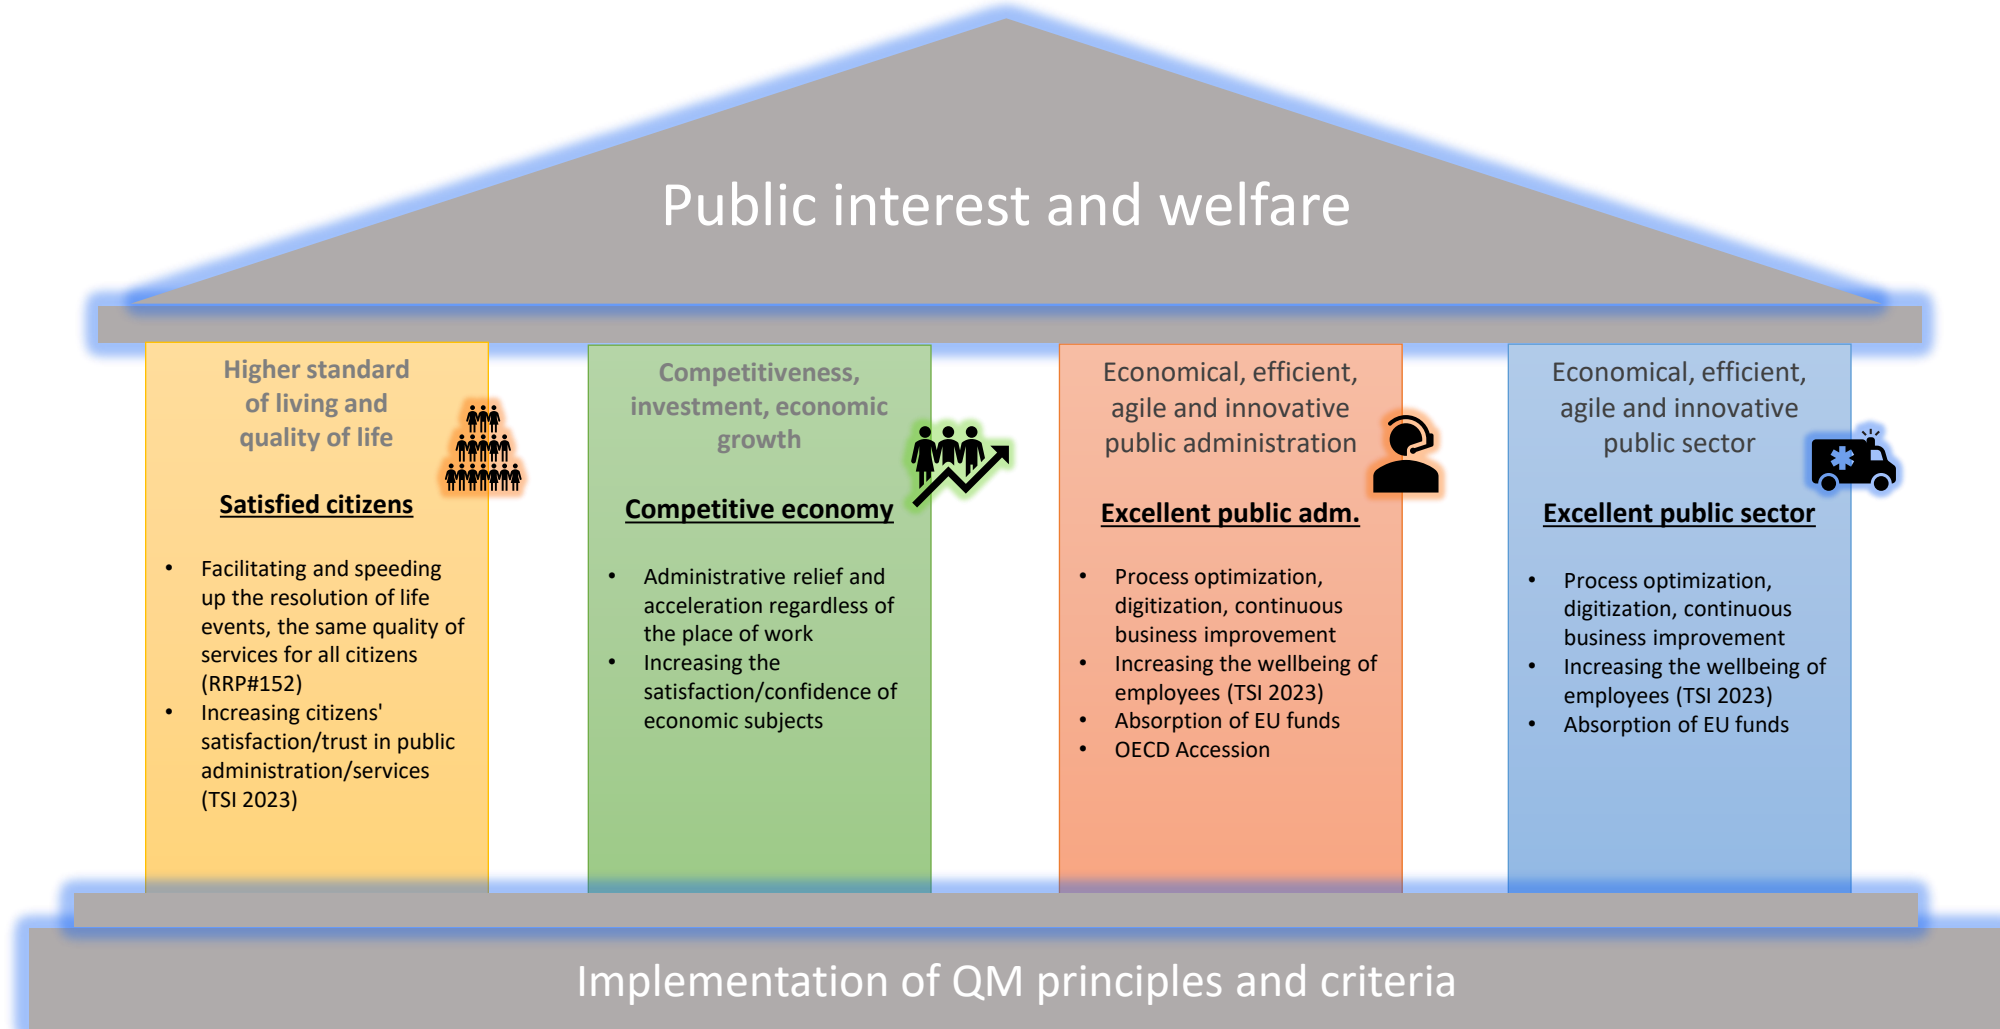 Public interest and welfare
Higher standard
of living and
quality of life
Satisfied citizens
• Facilitating and speeding
up the resolution of life
events, the same quality of
services for all citizens
(RRP#152)
• Increasing citizens'
satisfaction/trust in public
administration/services
(TSI 2023)
Competitiveness,
investment, economic
growth
Competitive economy
• Administrative relief and
acceleration regardless of
the place of work
• Increasing the
satisfaction/confidence of
economic subjects
Economical, efficient,
agile and innovative
public administration
Excellent public adm.
• Process optimization,
digitization, continuous
business improvement
• Increasing the wellbeing of
employees (TSI 2023)
• Absorption of EU funds
• OECD Accession
Economical, efficient,
agile and innovative
public sector
Excellent public sector
• Process optimization,
digitization, continuous
business improvement
• Increasing the wellbeing of
employees (TSI 2023)
• Absorption of EU funds
Implementation of QM principles and criteria